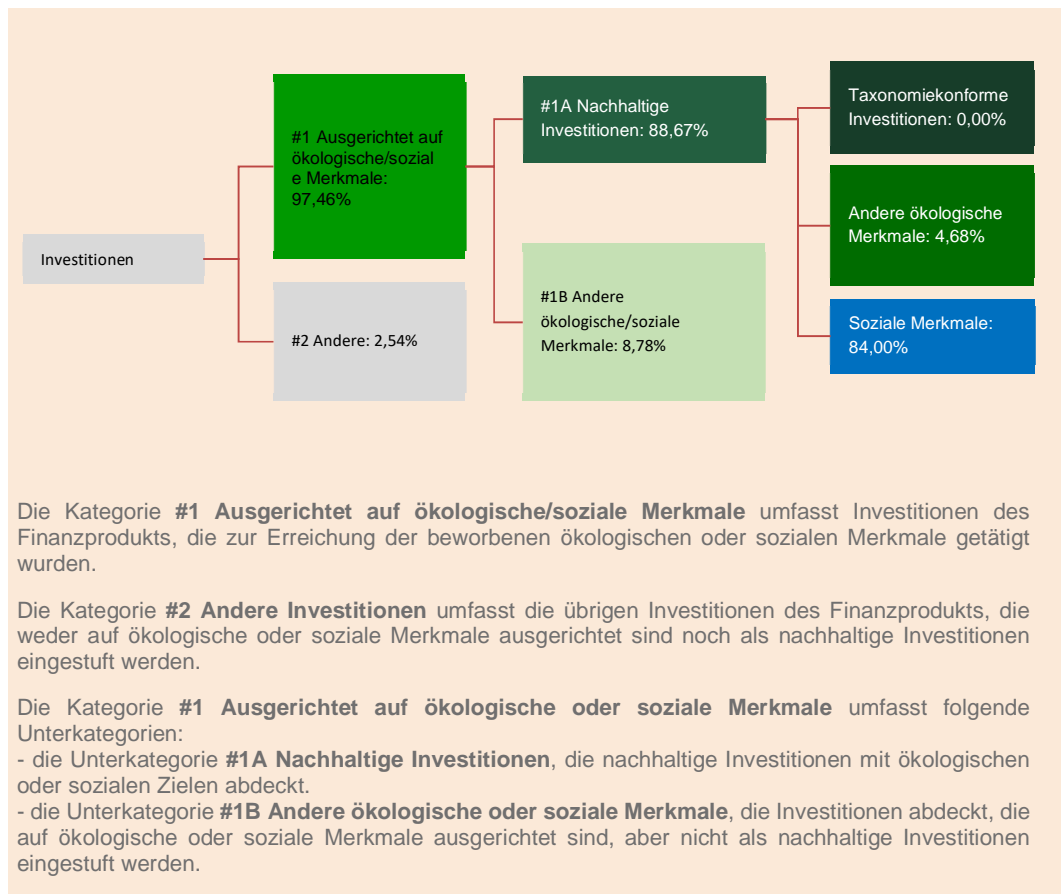 Investitionen
#1 Ausgerichtet auf
ökologische/sozial
e Merkmale:
97,46%
#2 Andere: 2,54%
#1A Nachhaltige
Investitionen: 88,67%
#1B Andere
ökologische/soziale
Merkmale: 8,78%
Taxonomiekonforme
Investitionen: 0,00%
Andere ökologische
Merkmale: 4,68%
Soziale Merkmale:
84,00%
Die Kategorie #1 Ausgerichtet auf ökologische/soziale Merkmale umfasst Investitionen des
Finanzprodukts, die zur Erreichung der beworbenen ökologischen oder sozialen Merkmale getätigt
wurden.
Die Kategorie #2 Andere Investitionen umfasst die übrigen Investitionen des Finanzprodukts, die
weder auf ökologische oder soziale Merkmale ausgerichtet sind noch als nachhaltige Investitionen
eingestuft werden.
Die Kategorie #1 Ausgerichtet auf ökologische oder soziale Merkmale umfasst folgende
Unterkategorien:
- die Unterkategorie #1A Nachhaltige Investitionen, die nachhaltige Investitionen mit ökologischen
oder sozialen Zielen abdeckt.
- die Unterkategorie #1B Andere ökologische oder soziale Merkmale, die Investitionen abdeckt, die
auf ökologische oder soziale Merkmale ausgerichtet sind, aber nicht als nachhaltige Investitionen
eingestuft werden.